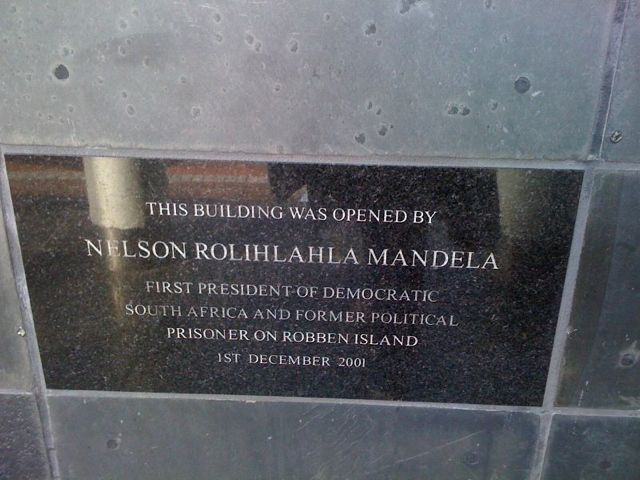 THIS BUILDING WAS OPENED BY
NELSON ROLIHLAHLA MANDELA
FIRST PRESIDENT OF DEMOCRATIC
SOUTH AFRICA AND FORMER POLITICAL
PRISONER ON ROBBEN ISLAND
1ST DECEMBER 2001